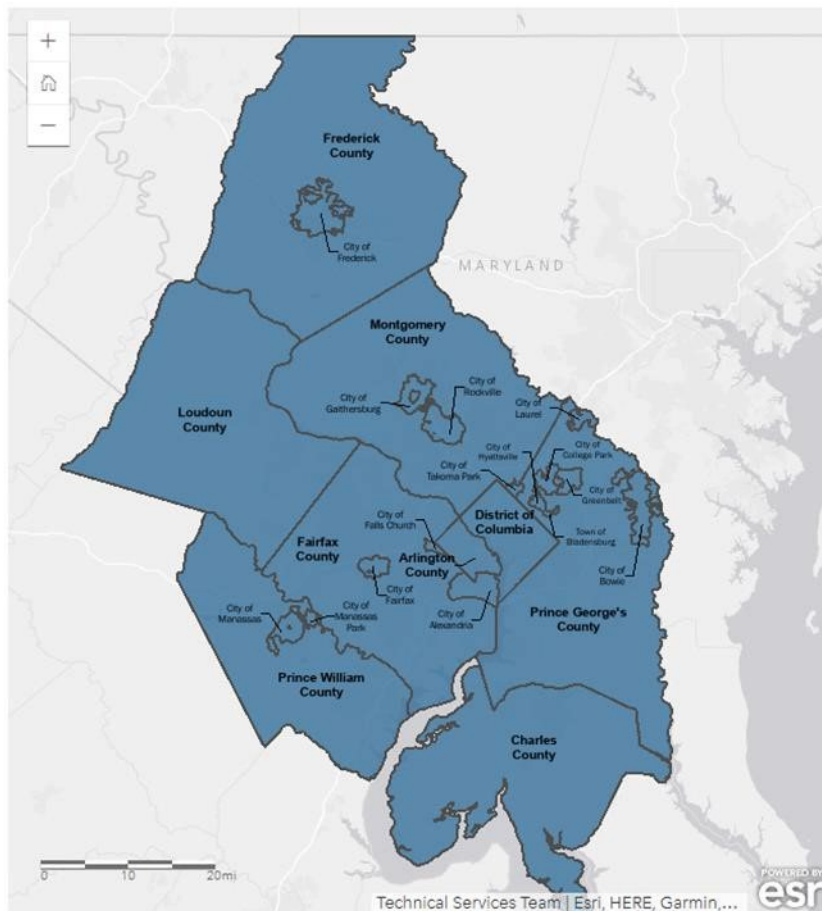 +
−
Frederick
County
City of
Frederick
MARYLAND
Montgomery
County
City of
Rockville
City of
Gaithersburg
City of
Laurel
Loudoun
County
City of
Hyattsville
City of
College Park
City of
Takoma Park
City of
Greenbelt
District of
Columbia
City of
Falls Church
Town of
Bladensburg
Fairfax
County
Arlington
County
City of
Bowie
City of
Fairfax
City of
Manassas
City of
Manassas
Park
City of
Alexandria
Prince George's
County
Prince William
County
Charles
County
0 10 20mi
POWERED BY
esri
Technical Services Team | Esri, HERE, Garmin,...